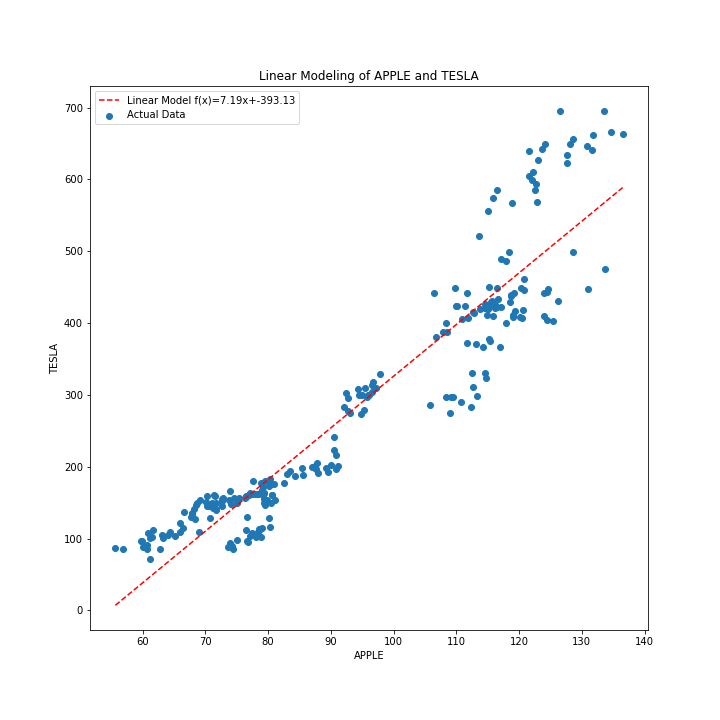 Linear Modeling of APPLE and TESLA
Linear Model f(x)=7.19x+-393.13
Actual Data
TESLA
700
600
500
400
300
200
100
0
60 70 80 90 100 110 120 130 140
APPLE